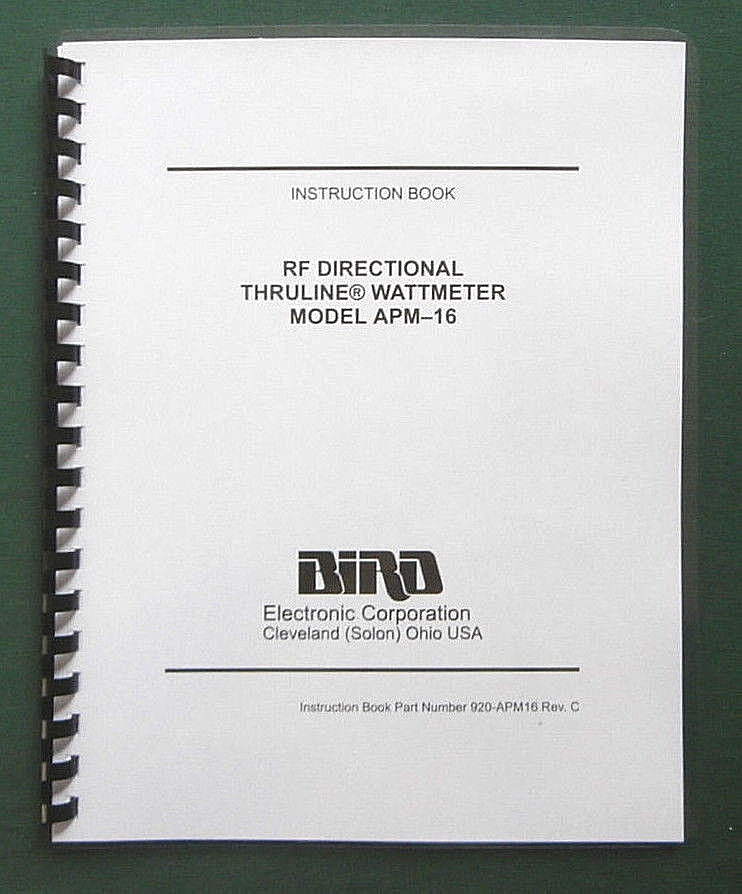 INSTRUCTION BOOK
RF DIRECTIONAL
THRULINE® WATTMETER
MODEL APM–16
BIRD
Electronic Corporation
Cleveland (Solon) Ohio USA
Instruction Book Part Number 920-APM16 Rev. C